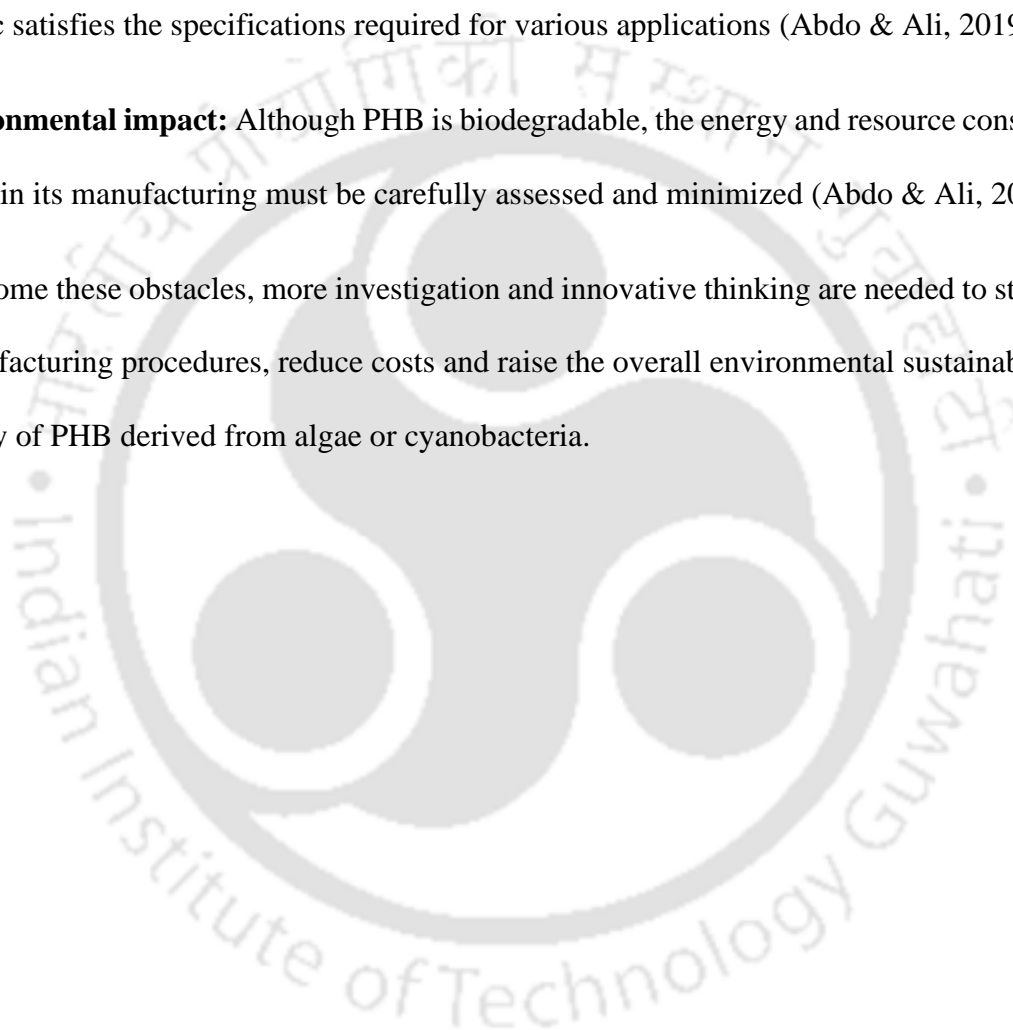 c satisfies the specifications required for various applications (Abdo & Ali, 2019
onmental impact: Although PHB is biodegradable, the energy and resource cons
in its manufacturing must be carefully assessed and minimized (Abdo & Ali, 20
ome these obstacles, more investigation and innovative thinking are needed to st
facturing procedures, reduce costs and raise the overall environmental sustainab
y of PHB derived from algae or cyanobacteria.
• Indian Institute of Technology Guwahati •